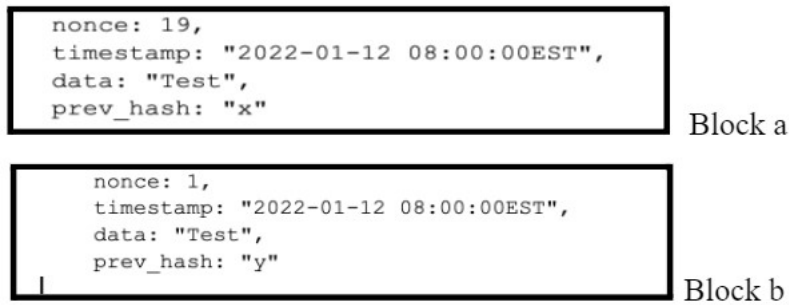 nonce: 19,
timestamp: "2022-01-12 08:00:00EST",
data: "Test",
prev_hash: "x"
Block a
nonce: 1,
timestamp: "2022-01-12 08:00:00EST",
data: "Test",
prev_hash: "y"
Block b